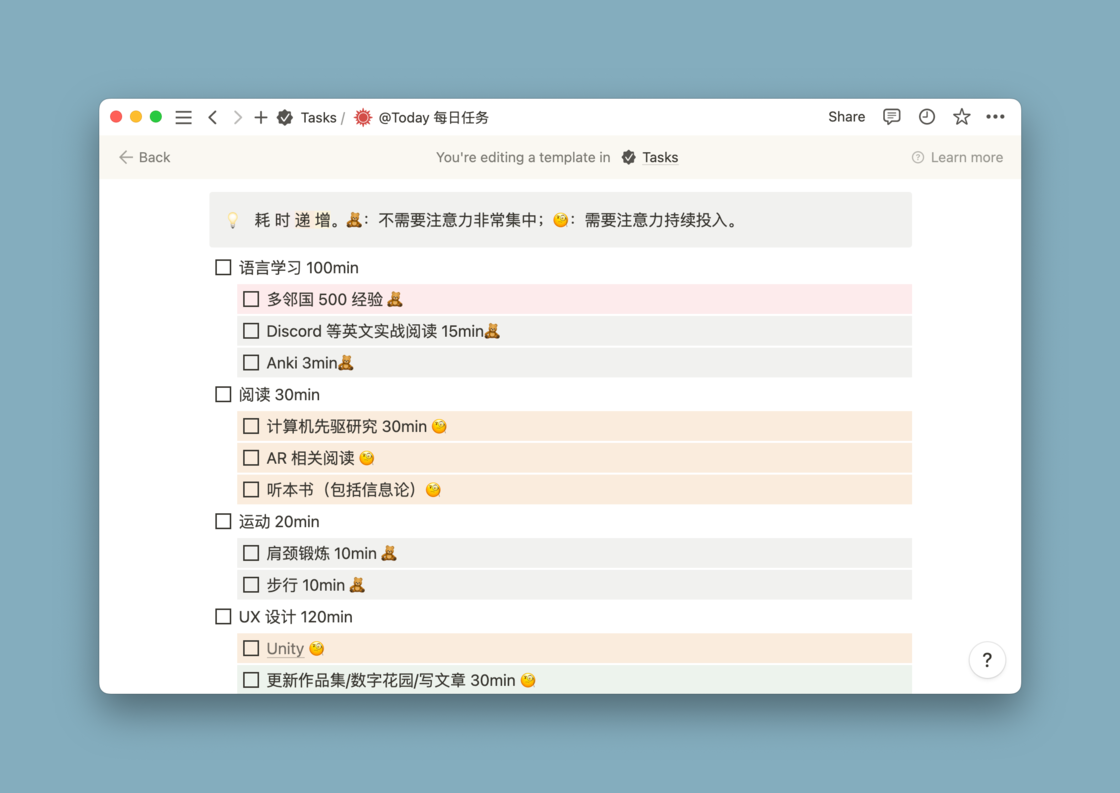 Tasks / @Today 每日任务 Share
Back You're editing a template in Tasks Learn more
耗时递增。🧸：不需要注意力非常集中；🧐：需要注意力持续投入。
语言学习 100min
多邻国 500 经验 🧸
Discord 等英文实战阅读 15min🧸
Anki 3min🧸
阅读 30min
计算机先驱研究 30min 🧐
AR 相关阅读 🧐
听本书（包括信息论）🧐
运动 20min
肩颈锻炼 10min 🧸
步行 10min 🧸
UX 设计 120min
Unity 🧐
更新作品集/数字花园/写文章 30min 🧐
?